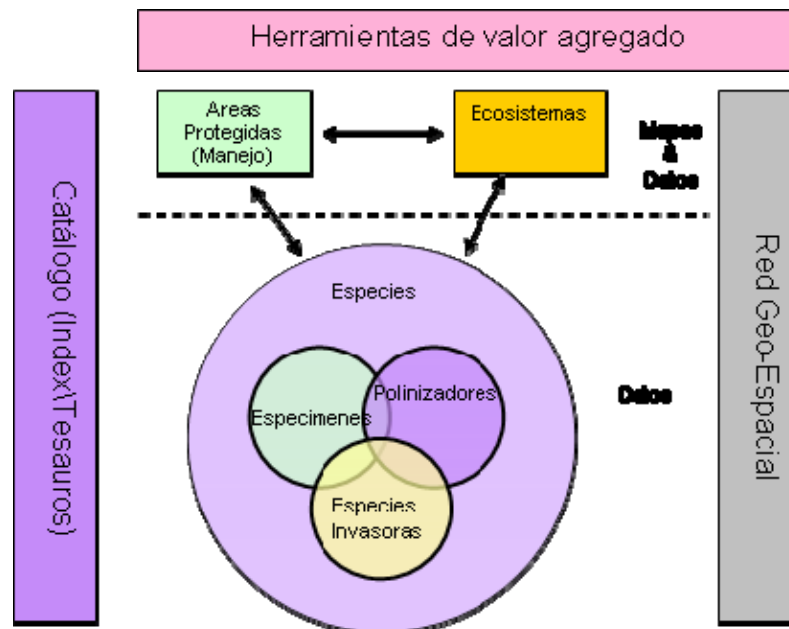 Herramientas de valor agregado
Areas
Protegidas
(Manejo)
Ecosistemas
Mapas
&
Datos
Catálogo (Index\Tesauros)
Red Geo-Espacial
Especies
Polinizadores
Especimenes
Datos
Especies
Invasoras